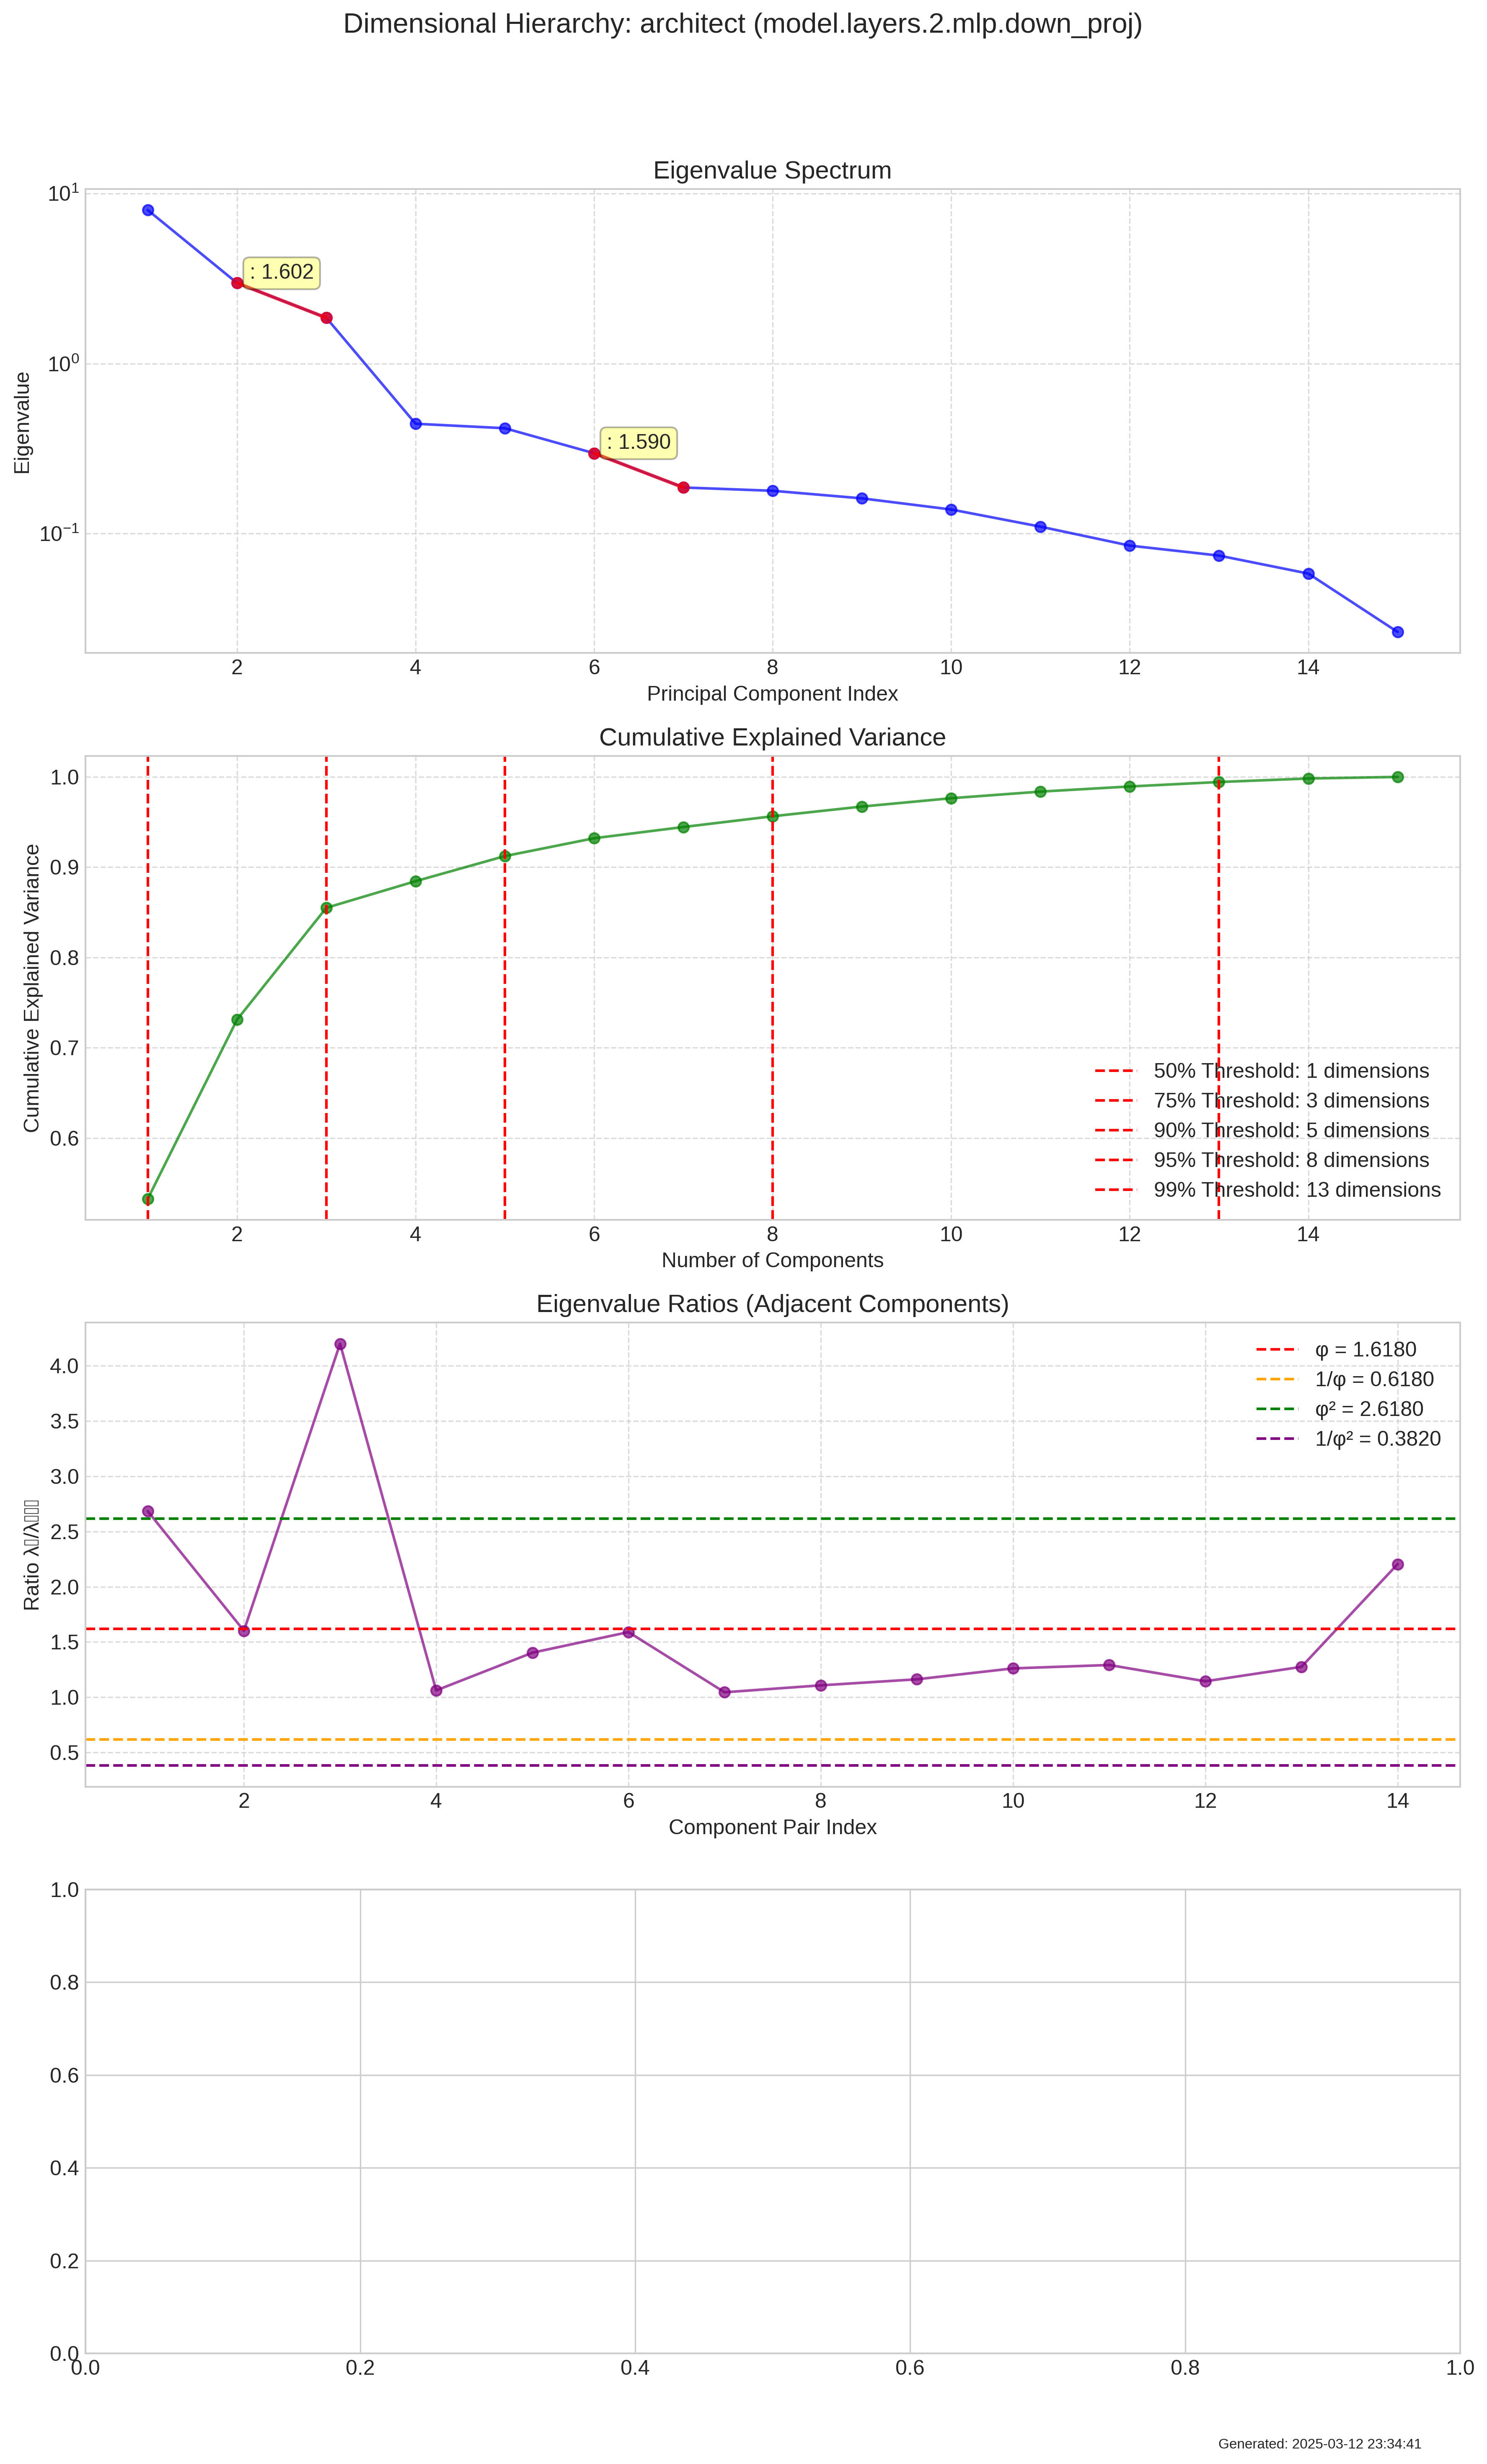 Dimensional Hierarchy: architect (model.layers.2.mlp.down_proj)
Eigenvalue Spectrum
10¹
10⁰
10⁻¹
Eigenvalue
: 1.602
: 1.590
2 4 6 8 10 12 14
Principal Component Index
Cumulative Explained Variance
1.0
0.9
0.8
0.7
0.6
Cumulative Explained Variance
50% Threshold: 1 dimensions
75% Threshold: 3 dimensions
90% Threshold: 5 dimensions
95% Threshold: 8 dimensions
99% Threshold: 13 dimensions
2 4 6 8 10 12 14
Number of Components
Eigenvalue Ratios (Adjacent Components)
4.0
3.5
3.0
2.5
2.0
1.5
1.0
0.5
Ratio λ▯/λ▯▯▯
φ = 1.6180
1/φ = 0.6180
φ² = 2.6180
1/φ² = 0.3820
2 4 6 8 10 12 14
Component Pair Index
1.0
0.8
0.6
0.4
0.2
0.0
0.0 0.2 0.4 0.6 0.8 1.0
Generated: 2025-03-12 23:34:41